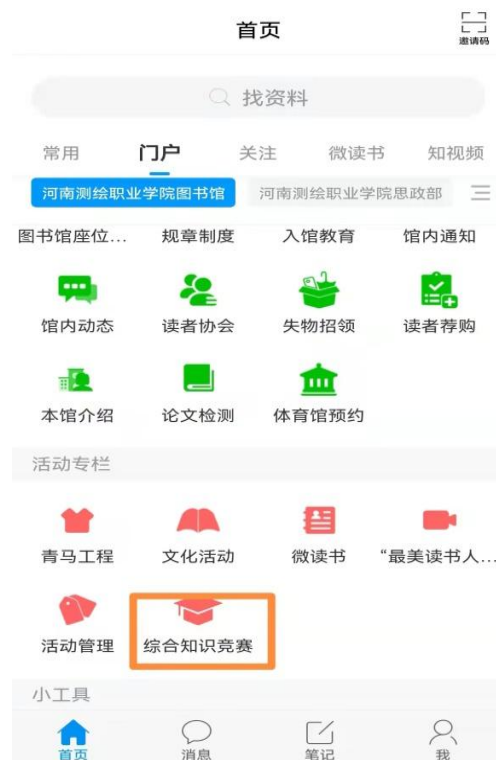 首页
邀请码
找资料
常用 门户 关注 微读书 知视频
河南测绘职业学院图书馆 河南测绘职业学院思政部
图书馆座位... 规章制度 入馆教育 馆内通知
馆内动态 读者协会 失物招领 读者荐购
本馆介绍 论文检测 体育馆预约
活动专栏
青马工程 文化活动 微读书 “最美读书人...
活动管理 综合知识竞赛
小工具
首页 消息 笔记 我